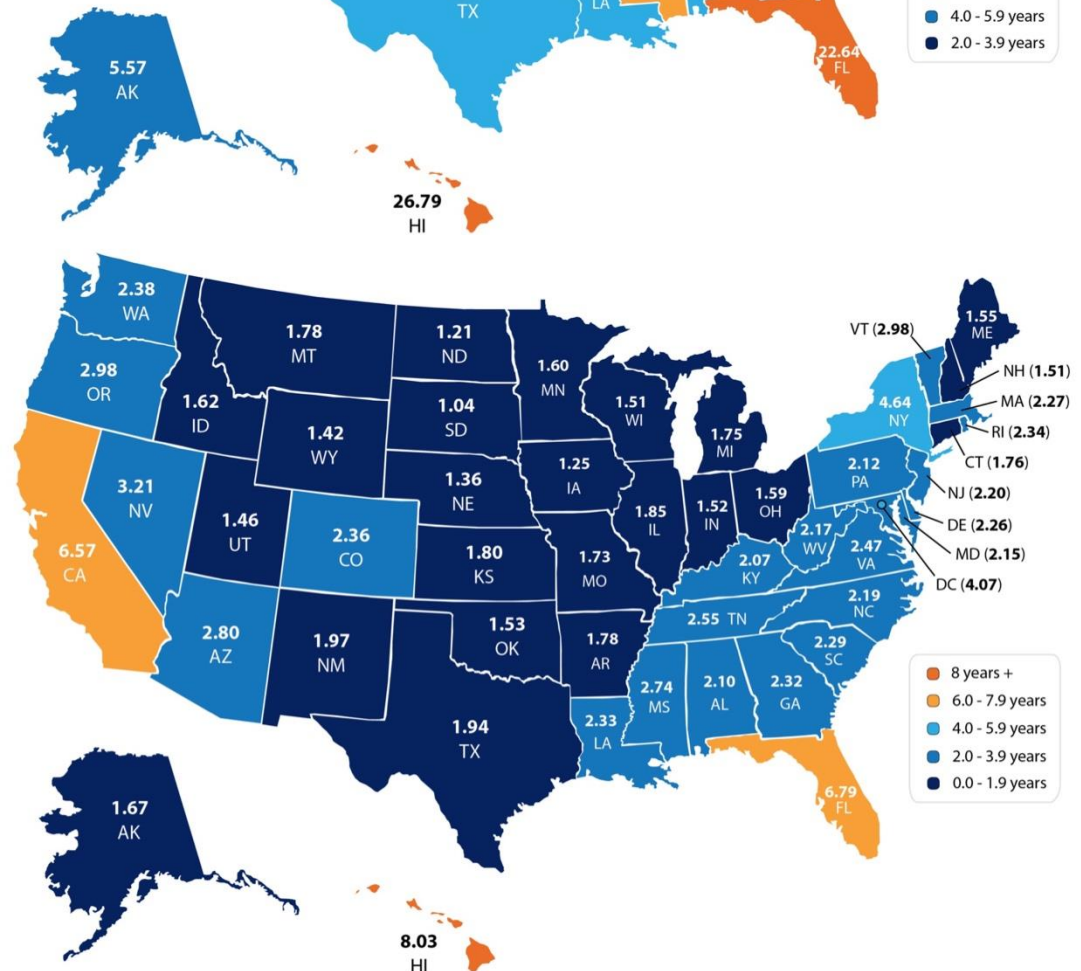 TX
LA
4.0 - 5.9 years
2.0 - 3.9 years
22.64
FL
5.57
AK
26.79
HI
2.38
WA
2.98
OR
1.62
ID
1.78
MT
1.21
ND
1.60
MN
1.04
SD
1.42
WY
1.36
NE
1.25
IA
1.51
WI
1.75
MI
VT (2.98)
1.55
ME
NH (1.51)
MA (2.27)
RI (2.34)
CT (1.76)
NJ (2.20)
DE (2.26)
MD (2.15)
DC (4.07)
4.64
NY
2.12
PA
3.21
NV
6.57
CA
1.46
UT
2.36
CO
1.80
KS
1.73
MO
1.85
IL
1.52
IN
1.59
OH
2.17
WV
2.47
VA
2.07
KY
2.19
NC
2.55 TN
2.80
AZ
1.97
NM
1.53
OK
1.78
AR
2.29
SC
2.74
MS
2.10
AL
2.32
GA
2.33
LA
1.94
TX
6.79
FL
8 years +
6.0 - 7.9 years
4.0 - 5.9 years
2.0 - 3.9 years
0.0 - 1.9 years
1.67
AK
8.03
HI